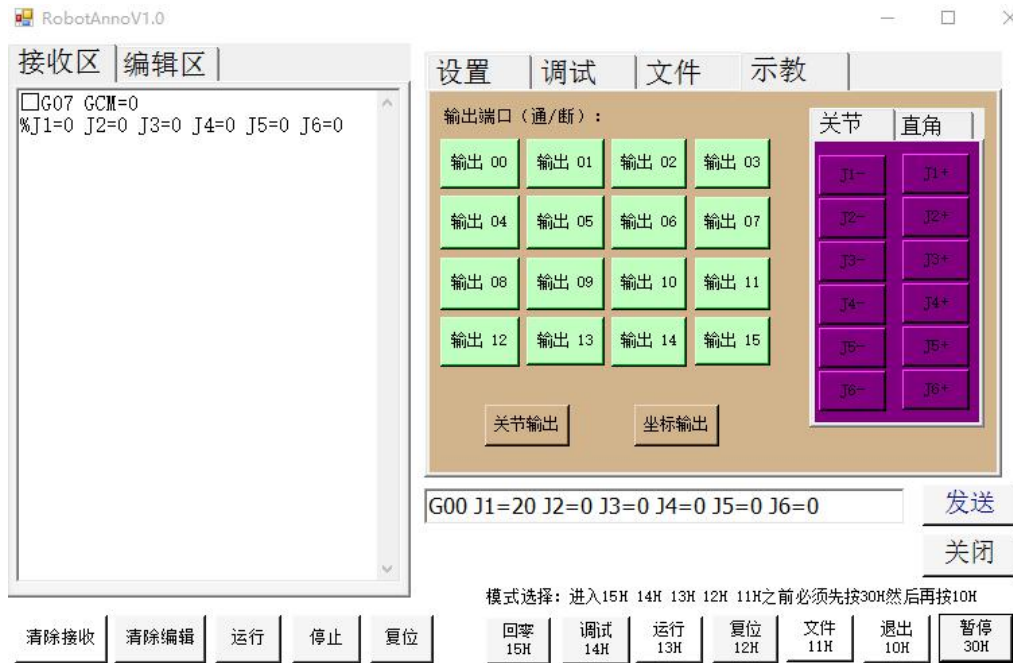 RobotAnnoV1.0
接收区 编辑区
□G07 GCM=0
%J1=0 J2=0 J3=0 J4=0 J5=0 J6=0
设置 调试 文件 示教
输出端口（通/断）:
输出 00 输出 01 输出 02 输出 03
输出 04 输出 05 输出 06 输出 07
输出 08 输出 09 输出 10 输出 11
输出 12 输出 13 输出 14 输出 15
关节输出 坐标输出
关节 直角
J1- J1+
J2- J2+
J3- J3+
J4- J4+
J5- J5+
J6- J6+
G00 J1=20 J2=0 J3=0 J4=0 J5=0 J6=0
发送
关闭
模式选择: 进入15H 14H 13H 12H 11H之前必须先按30H然后再按10H
清除接收 清除编辑 运行 停止 复位
回零 调试 运行 复位 文件 退出 暂停
15H 14H 13H 12H 11H 10H 30H